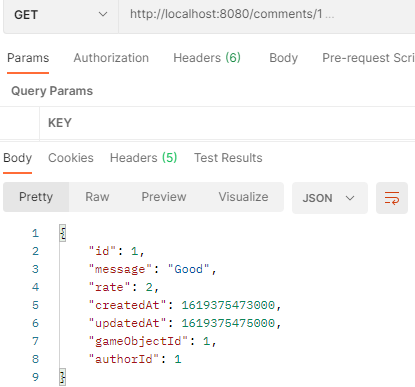 GET http://localhost:8080/comments/1 ...
Params Authorization Headers (6) Body Pre-request Scri
Query Params
KEY
Body Cookies Headers (5) Test Results
Pretty Raw Preview Visualize JSON
1 {
2 "id": 1,
3 "message": "Good",
4 "rate": 2,
5 "createdAt": 1619375473000,
6 "updatedAt": 1619375475000,
7 "gameObjectId": 1,
8 "authorId": 1
9 }